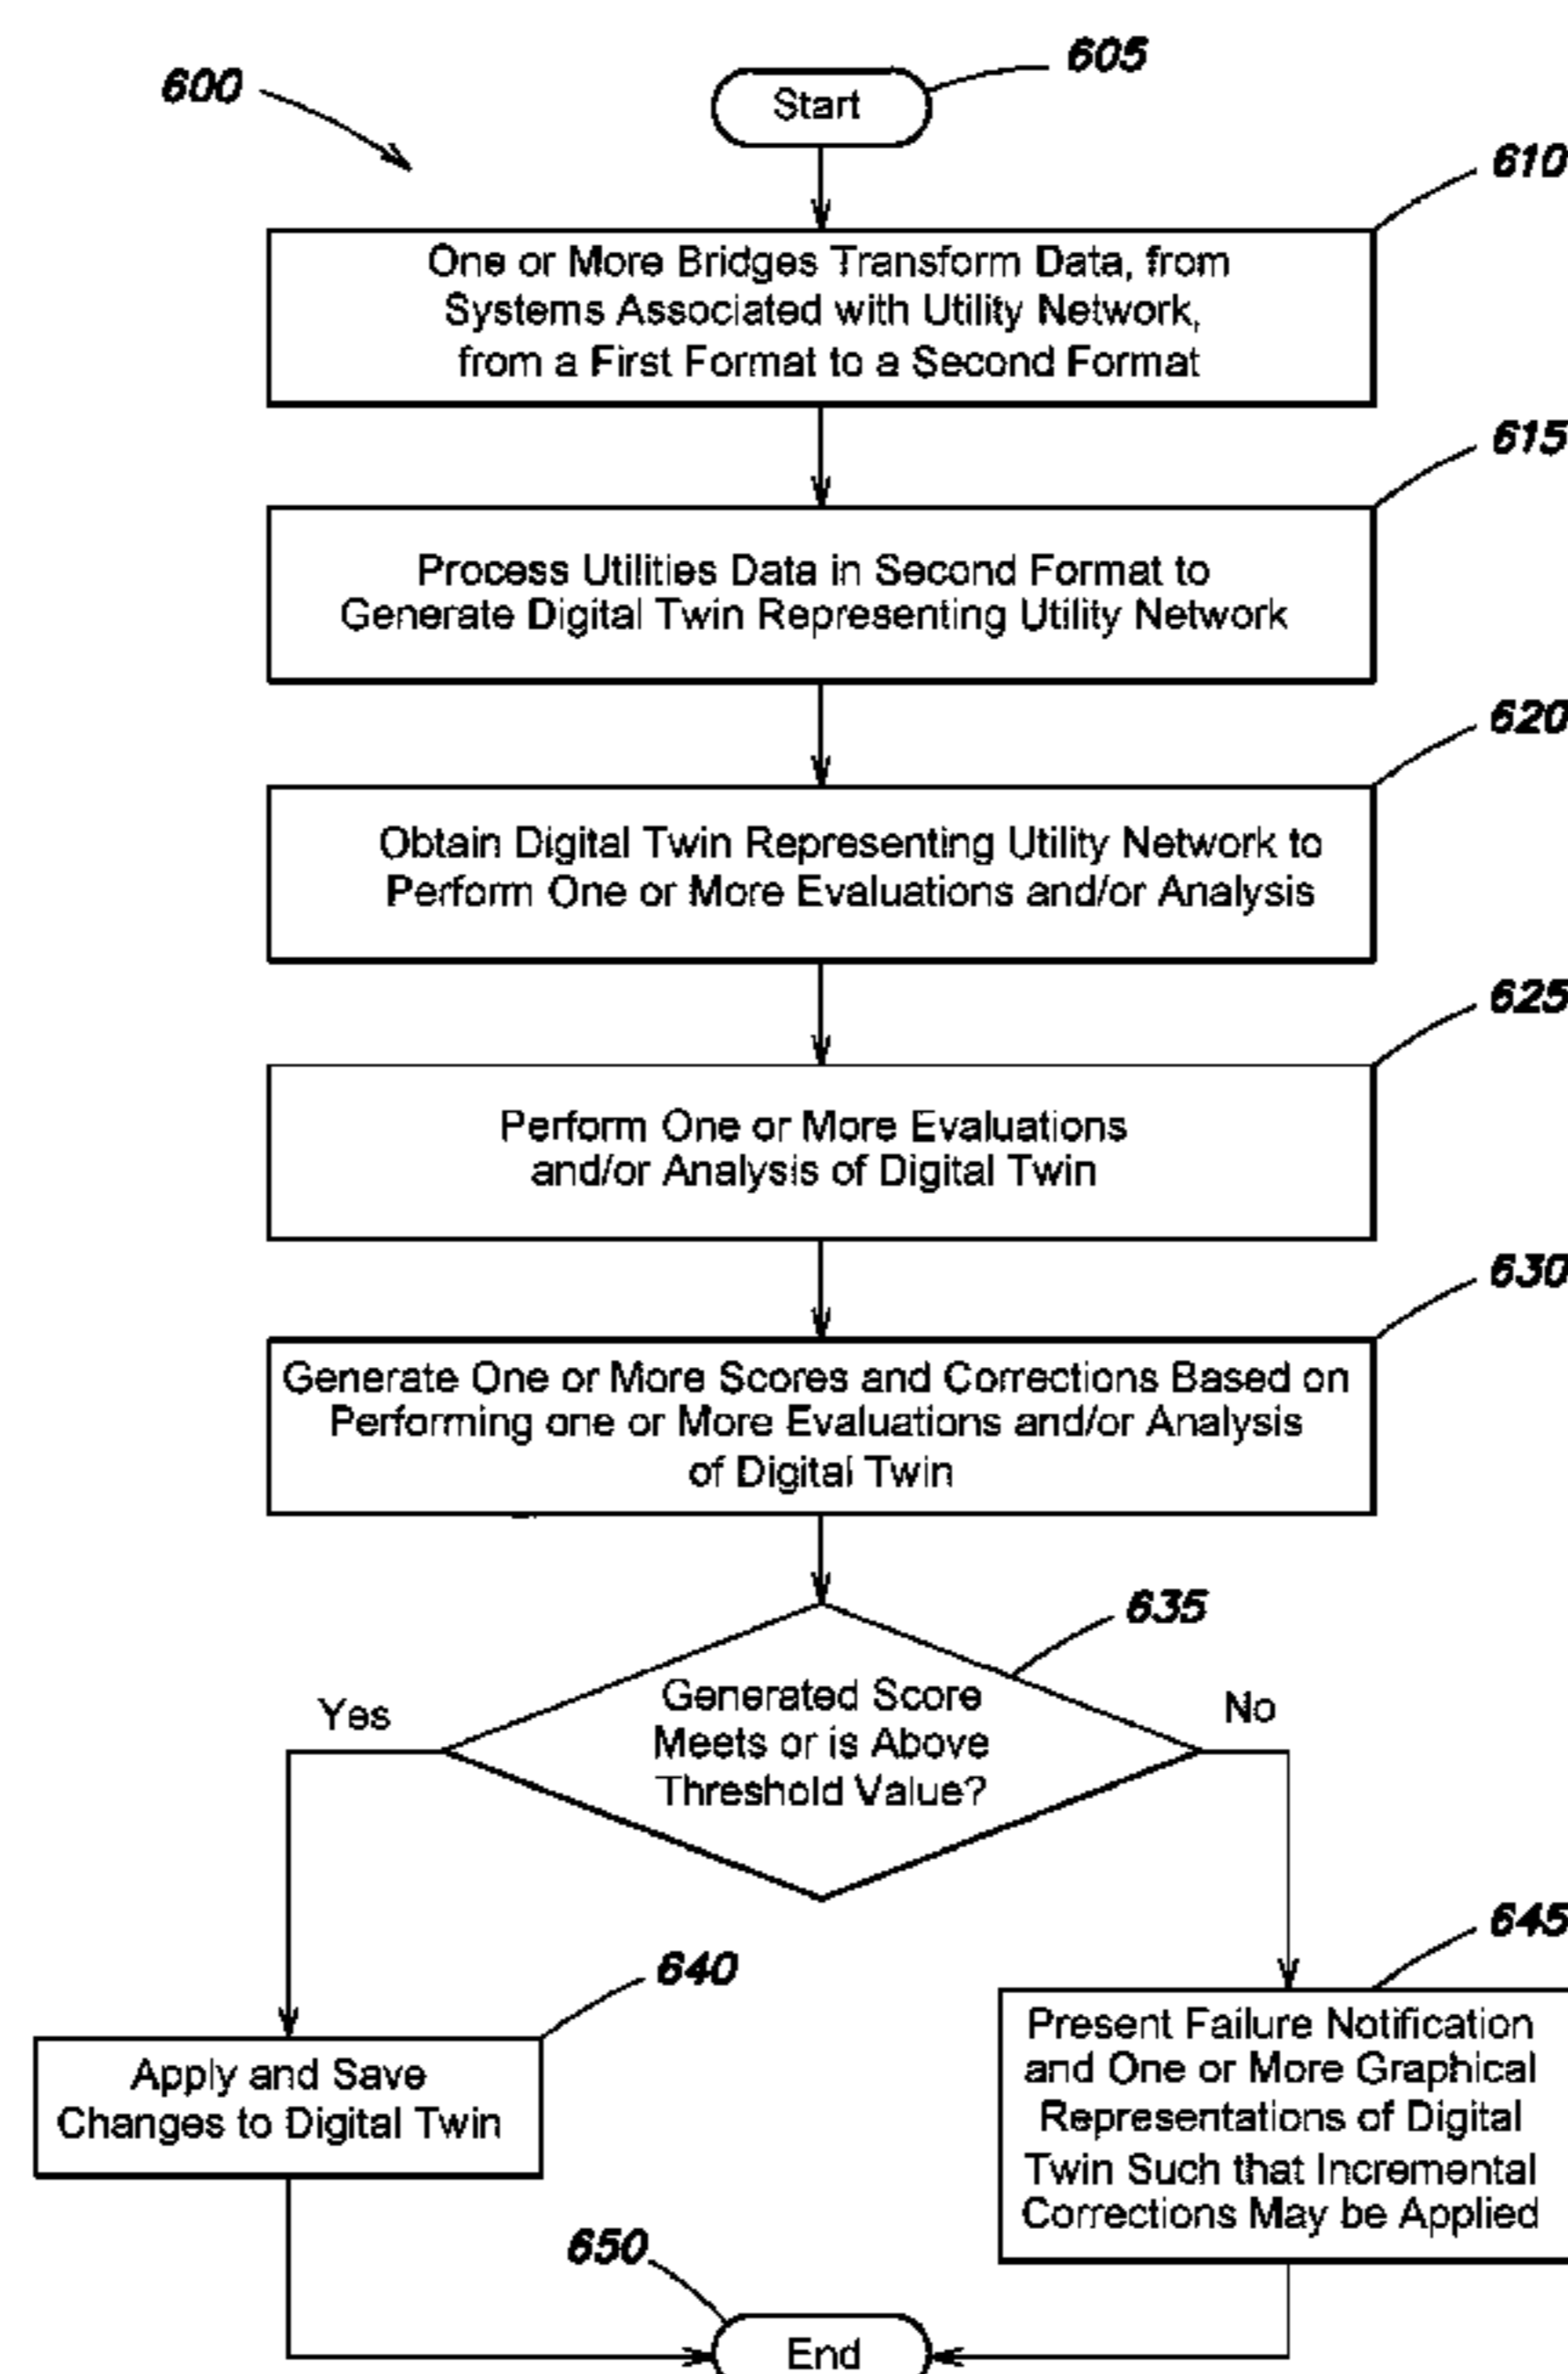 600
605
Start
610
One or More Bridges Transform Data, from
Systems Associated with Utility Network,
from a First Format to a Second Format
615
Process Utilities Data in Second Format to
Generate Digital Twin Representing Utility Network
620
Obtain Digital Twin Representing Utility Network to
Perform One or More Evaluations and/or Analysis
625
Perform One or More Evaluations
and/or Analysis of Digital Twin
630
Generate One or More Scores and Corrections Based on
Performing one or More Evaluations and/or Analysis
of Digital Twin
635
Generated Score
Meets or is Above
Threshold Value?
Yes
No
640
Apply and Save
Changes to Digital Twin
645
Present Failure Notification
and One or More Graphical
Representations of Digital
Twin Such that Incremental
Corrections May be Applied
650
End